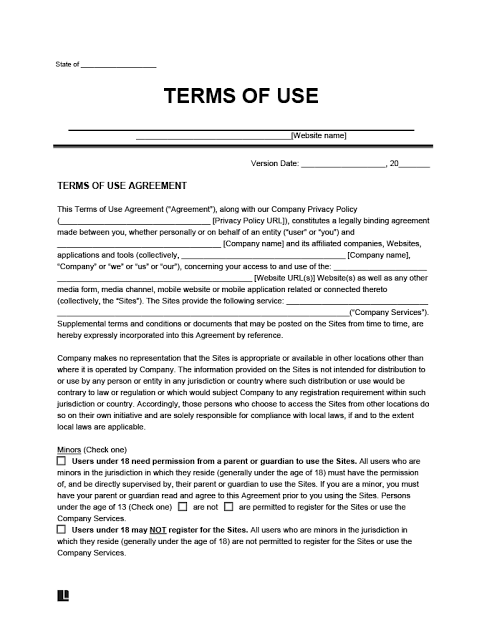 State of ____________________
TERMS OF USE
________________________________________[Website name]
Version Date: ____________________, 20_______
TERMS OF USE AGREEMENT
This Terms of Use Agreement (“Agreement”), along with our Company Privacy Policy
(____________________________________ [Privacy Policy URL]), constitutes a legally binding agreement
made between you, whether personally or on behalf of an entity (“user” or “you”) and
________________________________________ [Company name] and its affiliated companies, Websites,
applications and tools (collectively, ________________________________________ [Company name],
“Company” or “we” or “us” or “our”), concerning your access to and use of the: ______________________
________________________________________________ [Website URL(s)] Website(s) as well as any other
media form, media channel, mobile website or mobile application related or connected thereto
(collectively, the “Sites”). The Sites provide the following service: __________________________________
______________________________________________________________________(“Company Services”).
Supplemental terms and conditions or documents that may be posted on the Sites from time to time, are
hereby expressly incorporated into this Agreement by reference.
Company makes no representation that the Sites is appropriate or available in other locations other than
where it is operated by Company. The information provided on the Sites is not intended for distribution to
or use by any person or entity in any jurisdiction or country where such distribution or use would be
contrary to law or regulation or which would subject Company to any registration requirement within such
jurisdiction or country. Accordingly, those persons who choose to access the Sites from other locations do
so on their own initiative and are solely responsible for compliance with local laws, if and to the extent
local laws are applicable.
Minors (Check one)
☐ Users under 18 need permission from a parent or guardian to use the Sites. All users who are
minors in the jurisdiction in which they reside (generally under the age of 18) must have the permission
of, and be directly supervised by, their parent or guardian to use the Sites. If you are a minor, you must
have your parent or guardian read and agree to this Agreement prior to you using the Sites. Persons
under the age of 13 (Check one) ☐ are not ☐ are permitted to register for the Sites or use the
Company Services.
☐ Users under 18 may NOT register for the Sites. All users who are minors in the jurisdiction in
which they reside (generally under the age of 18) are not permitted to register for the Sites or use the
Company Services.